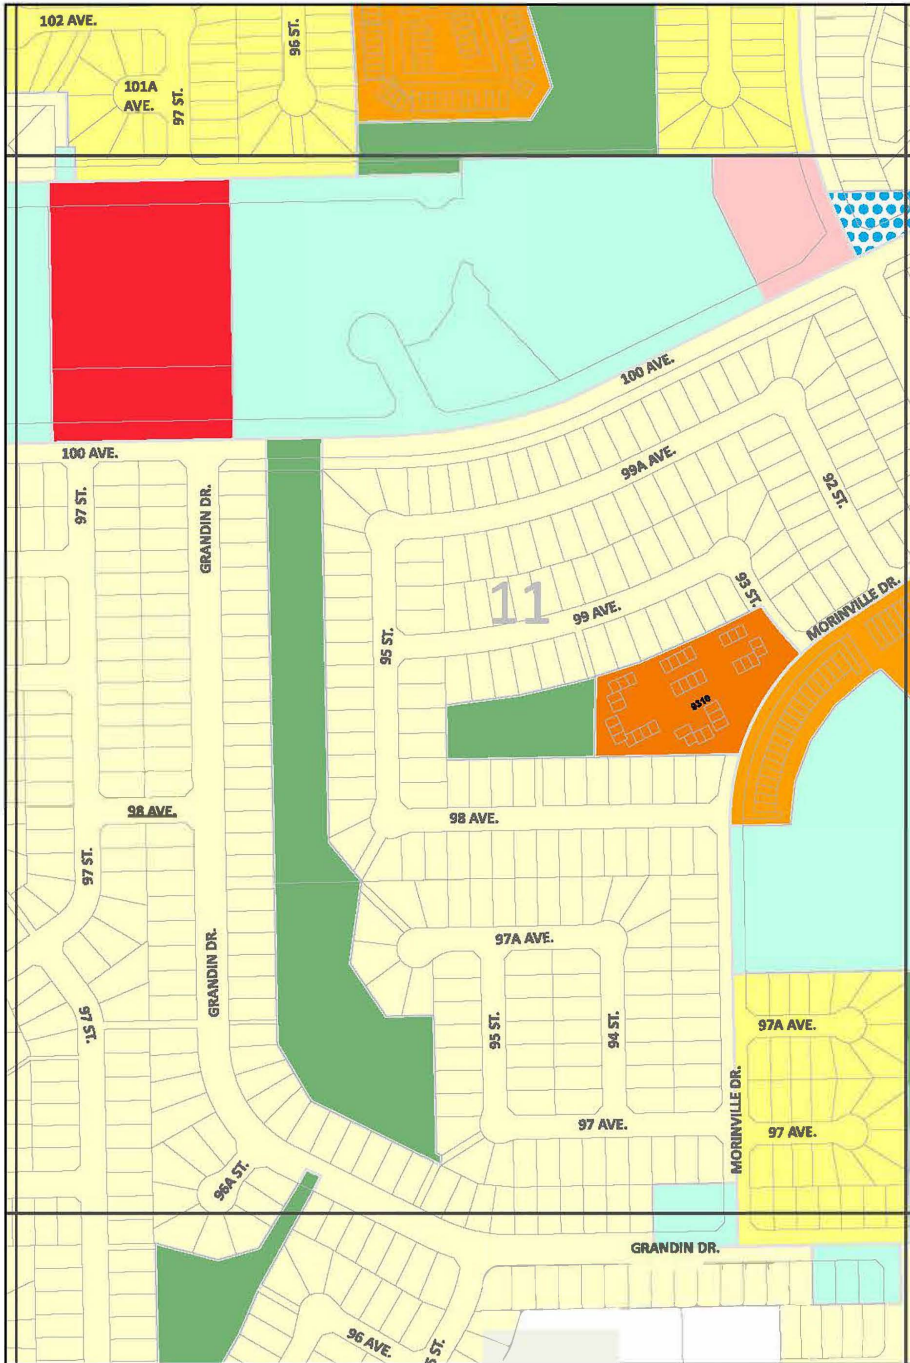 102 AVE.
96 ST.
101A
AVE.
97 ST.
100 AVE.
100 AVE.
99A AVE.
97 ST.
GRANDIN DR.
92 ST.
11
99 AVE.
93 ST.
MORINVILLE DR.
95 ST.
9310
98 AVE.
98 AVE.
97 ST.
97A AVE.
GRANDIN DR.
97 ST.
95 ST.
94 ST.
97A AVE.
97 AVE.
97 AVE.
MORINVILLE DR.
96A ST.
GRANDIN DR.
96 AVE.